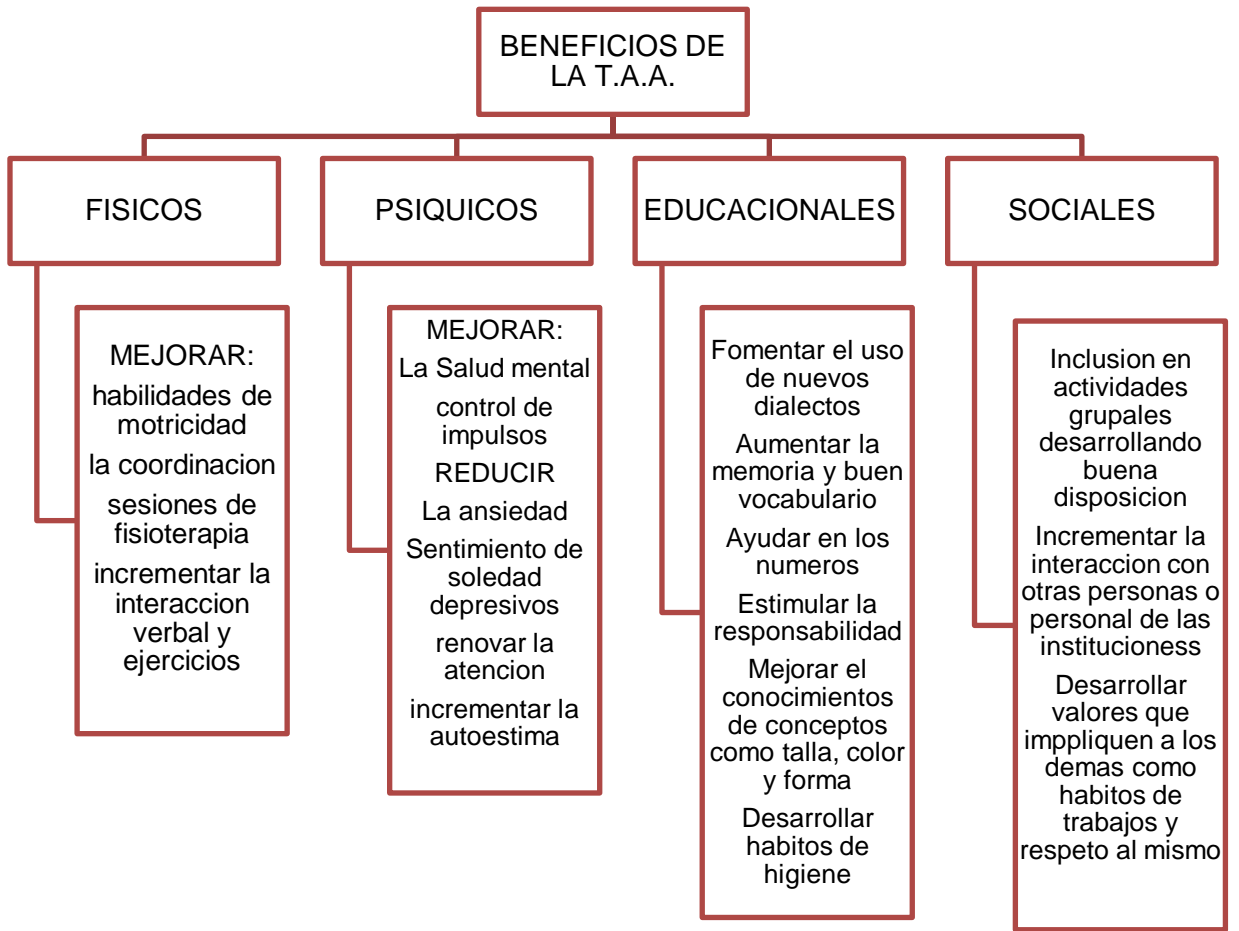 BENEFICIOS DE
LA T.A.A.
FISICOS
PSIQUICOS
EDUCACIONALES
SOCIALES
MEJORAR:
habilidades de
motricidad
la coordinacion
sesiones de
fisioterapia
incrementar la
interaccion
verbal y
ejercicios
MEJORAR:
La Salud mental
control de
impulsos
REDUCIR
La ansiedad
Sentimiento de
soledad
depresivos
renovar la
atencion
incrementar la
autoestima
Fomentar el uso
de nuevos
dialectos
Aumentar la
memoria y buen
vocabulario
Ayudar en los
numeros
Estimular la
responsabilidad
Mejorar el
conocimientos
de conceptos
como talla, color
y forma
Desarrollar
habitos de
higiene
Inclusion en
actividades
grupales
desarrollando
buena
disposicion
Incrementar la
interaccion con
otras personas o
personal de las
institucioness
Desarrollar
valores que
imppliquen a los
demas como
habitos de
trabajos y
respeto al mismo